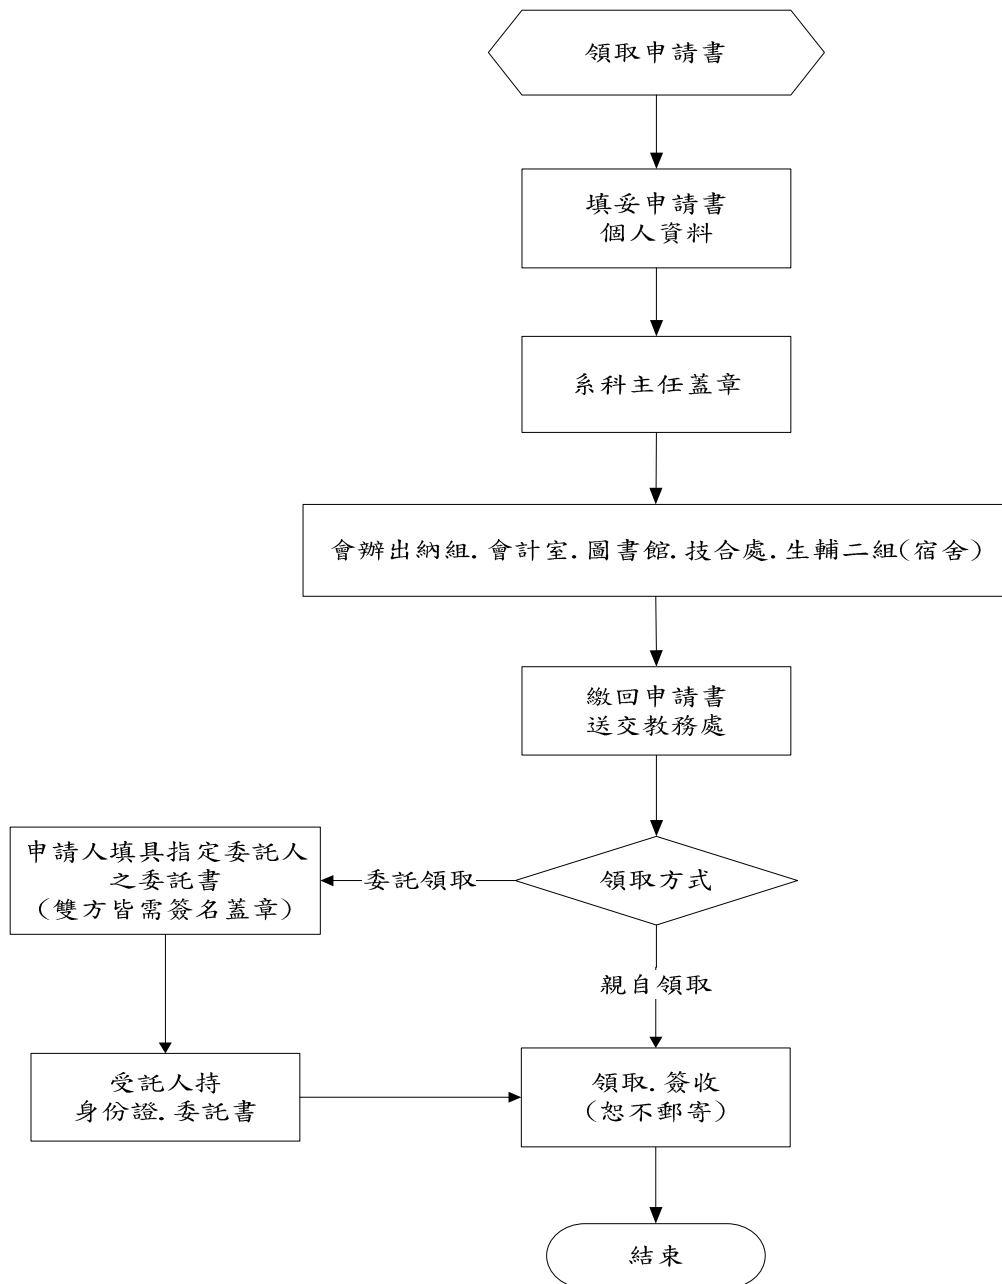 領取申請書
填妥申請書
個人資料
系科主任蓋章
會辦出納組.會計室.圖書館.技合處.生輔二組(宿舍)
繳回申請書
送交教務處
領取方式
委託領取
申請人填具指定委託人
之委託書
(雙方皆需簽名蓋章)
受託人持
身份證.委託書
親自領取
領取.簽收
(恕不郵寄)
結束